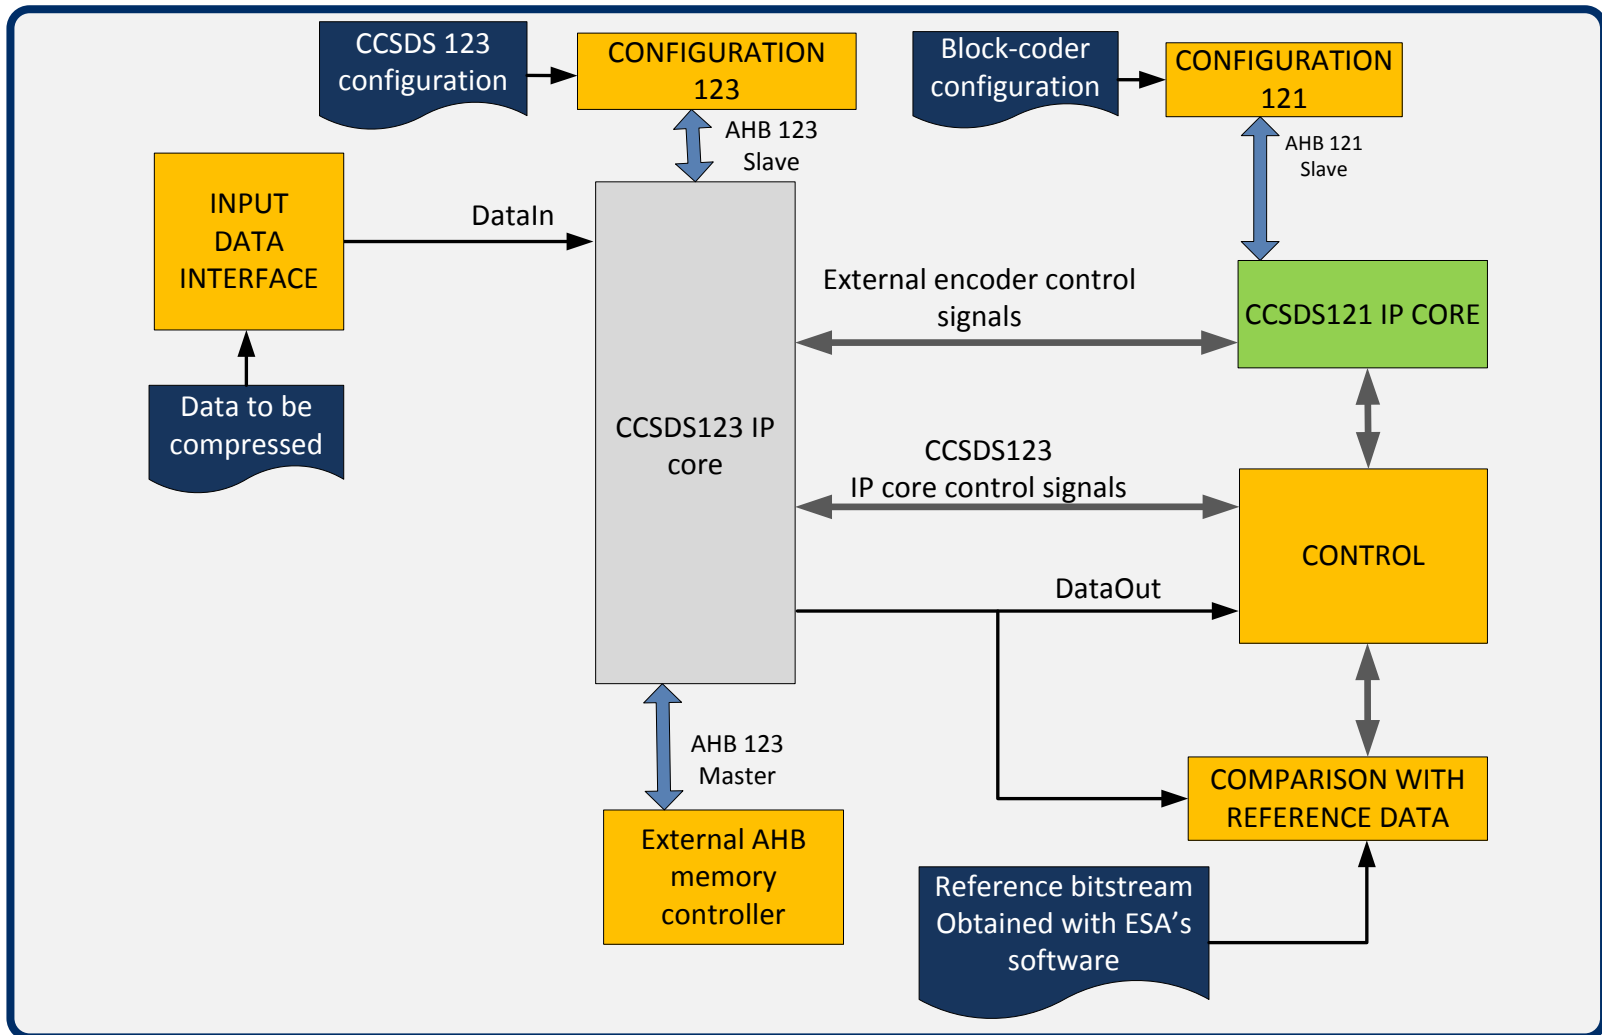 CCSDS 123
configuration
CONFIGURATION
123
Block-coder
configuration
CONFIGURATION
121
AHB 123
Slave
AHB 121
Slave
INPUT
DATA
INTERFACE
DataIn
External encoder control
signals
CCSDS121 IP CORE
Data to be
compressed
CCSDS123 IP
core
CCSDS123
IP core control signals
CONTROL
DataOut
AHB 123
Master
COMPARISON WITH
REFERENCE DATA
External AHB
memory
controller
Reference bitstream
Obtained with ESA’s
software